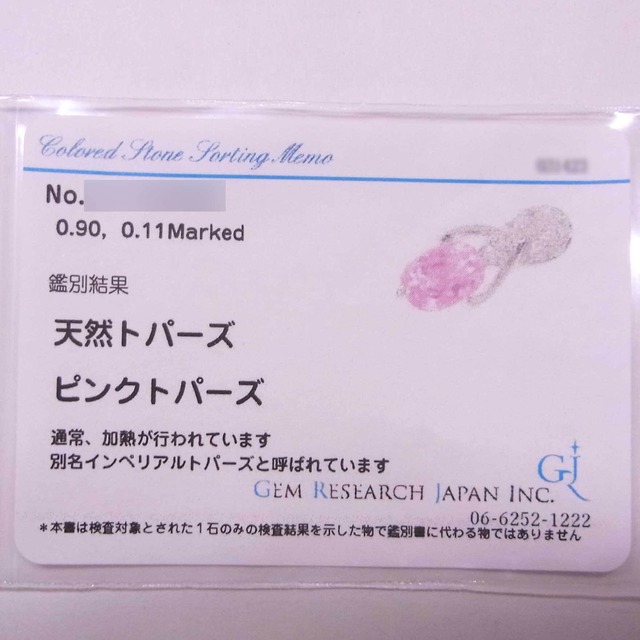 Colored Stone Sorting Memo
No.
0.90, 0.11Marked
鑑別結果
天然トパーズ
ピンクトパーズ
通常、加熱が行われています
別名インペリアルトパーズと呼ばれています
GJ
GEM RESEARCH JAPAN INC.
06-6252-1222
*本書は検査対象とされた1石のみの検査結果を示した物で鑑別書に代わる物ではありません